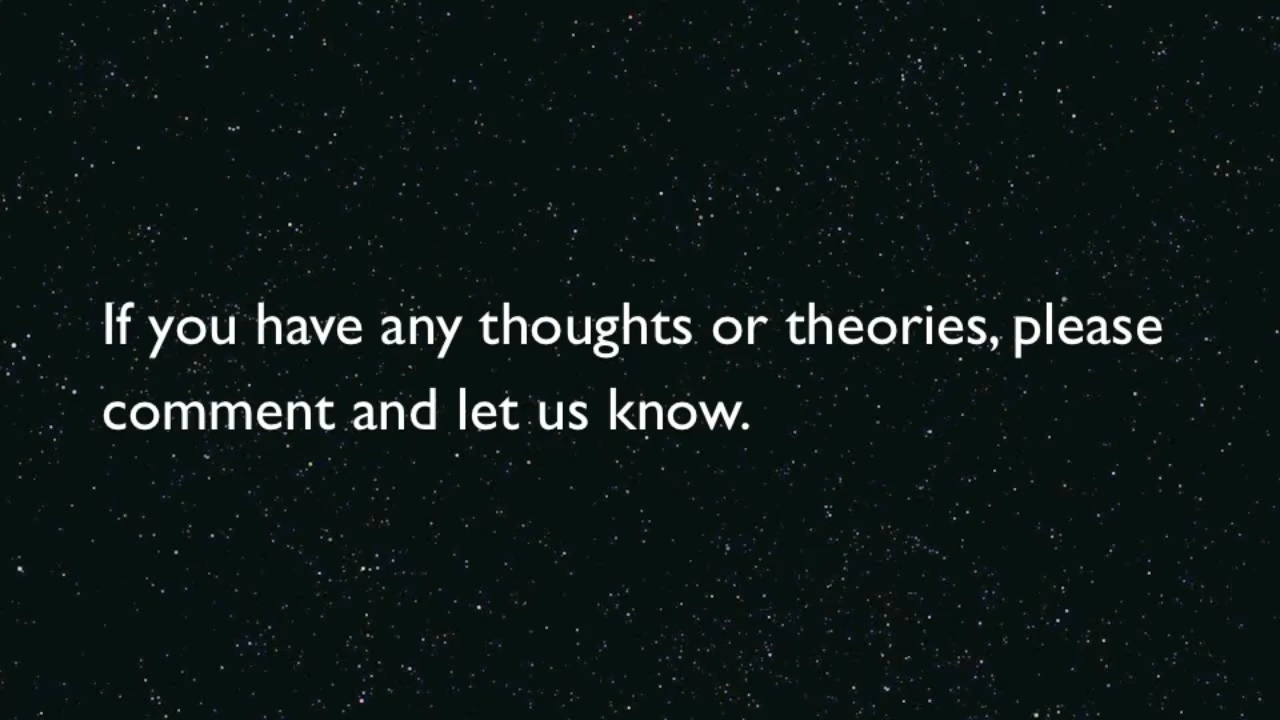 If you have any thoughts or theories, please
comment and let us know.